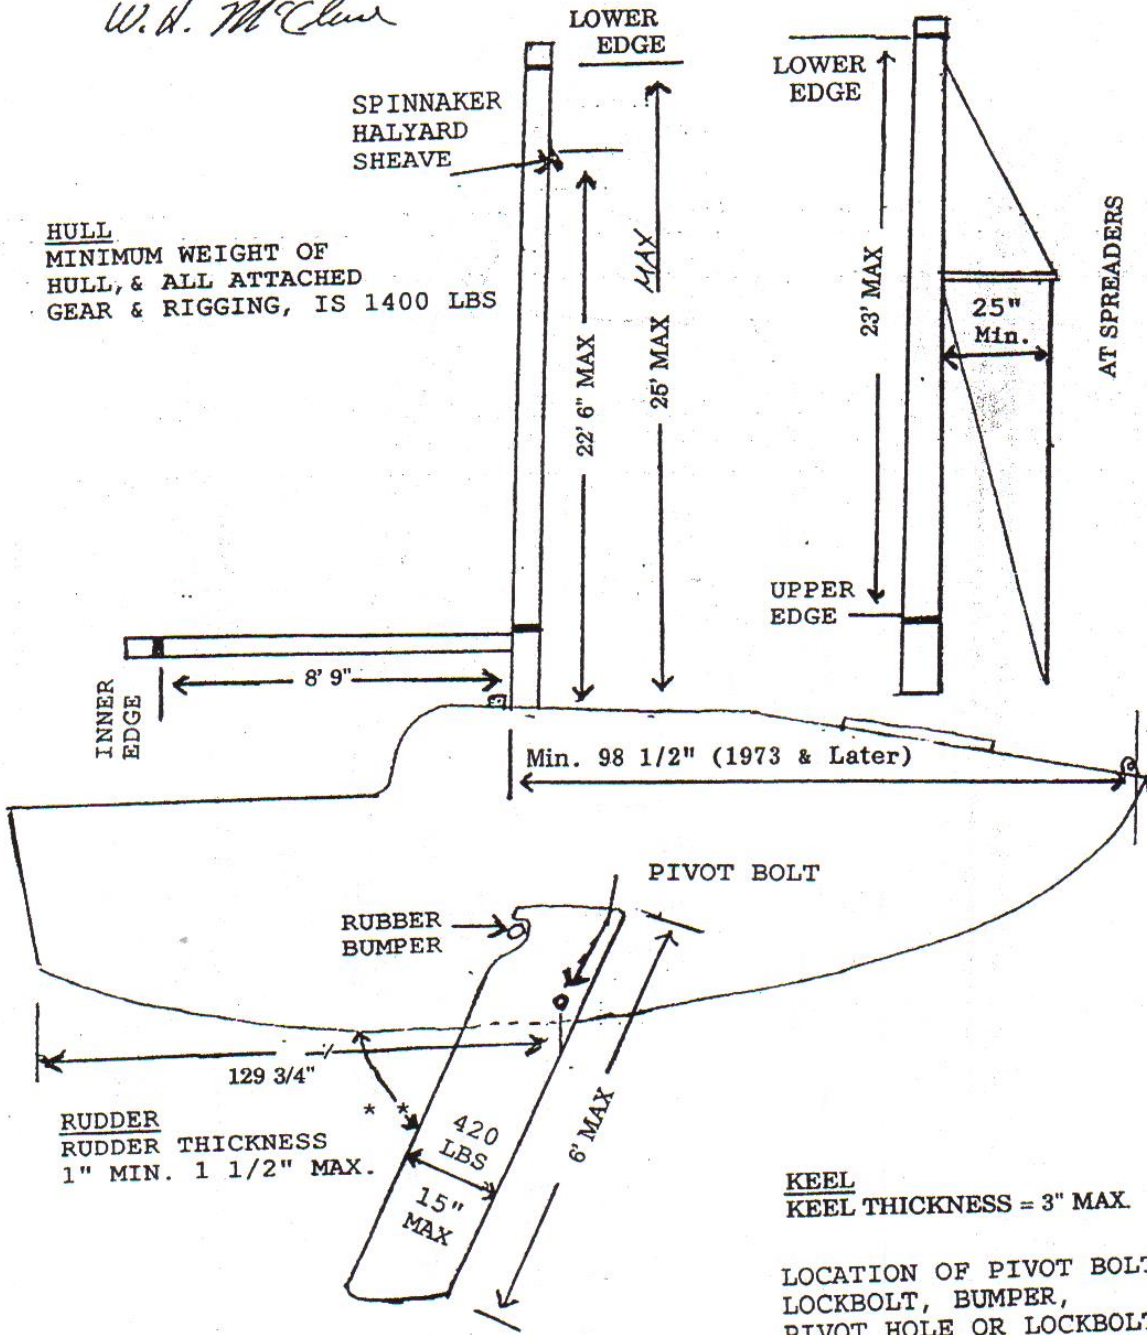 W. H. McClure
LOWER
EDGE
SPINNAKER
HALYARD
SHEAVE
LOWER
EDGE
HULL
MINIMUM WEIGHT OF
HULL, & ALL ATTACHED
GEAR & RIGGING, IS 1400 LBS
22' 6" MAX
25' MAX
MAX
23' MAX
25"
Min.
AT SPREADERS
UPPER
EDGE
8' 9"
INNER
EDGE
Min. 98 1/2" (1973 & Later)
PIVOT BOLT
RUBBER
BUMPER
129 3/4"
* *
RUDDER
RUDDER THICKNESS
1" MIN. 1 1/2" MAX.
420
LBS
15"
MAX
6' MAX
KEEL
KEEL THICKNESS = 3" MAX.
LOCATION OF PIVOT BOLT
LOCKBOLT, BUMPER,
PIVOT HOLE OR LOCKBOLT